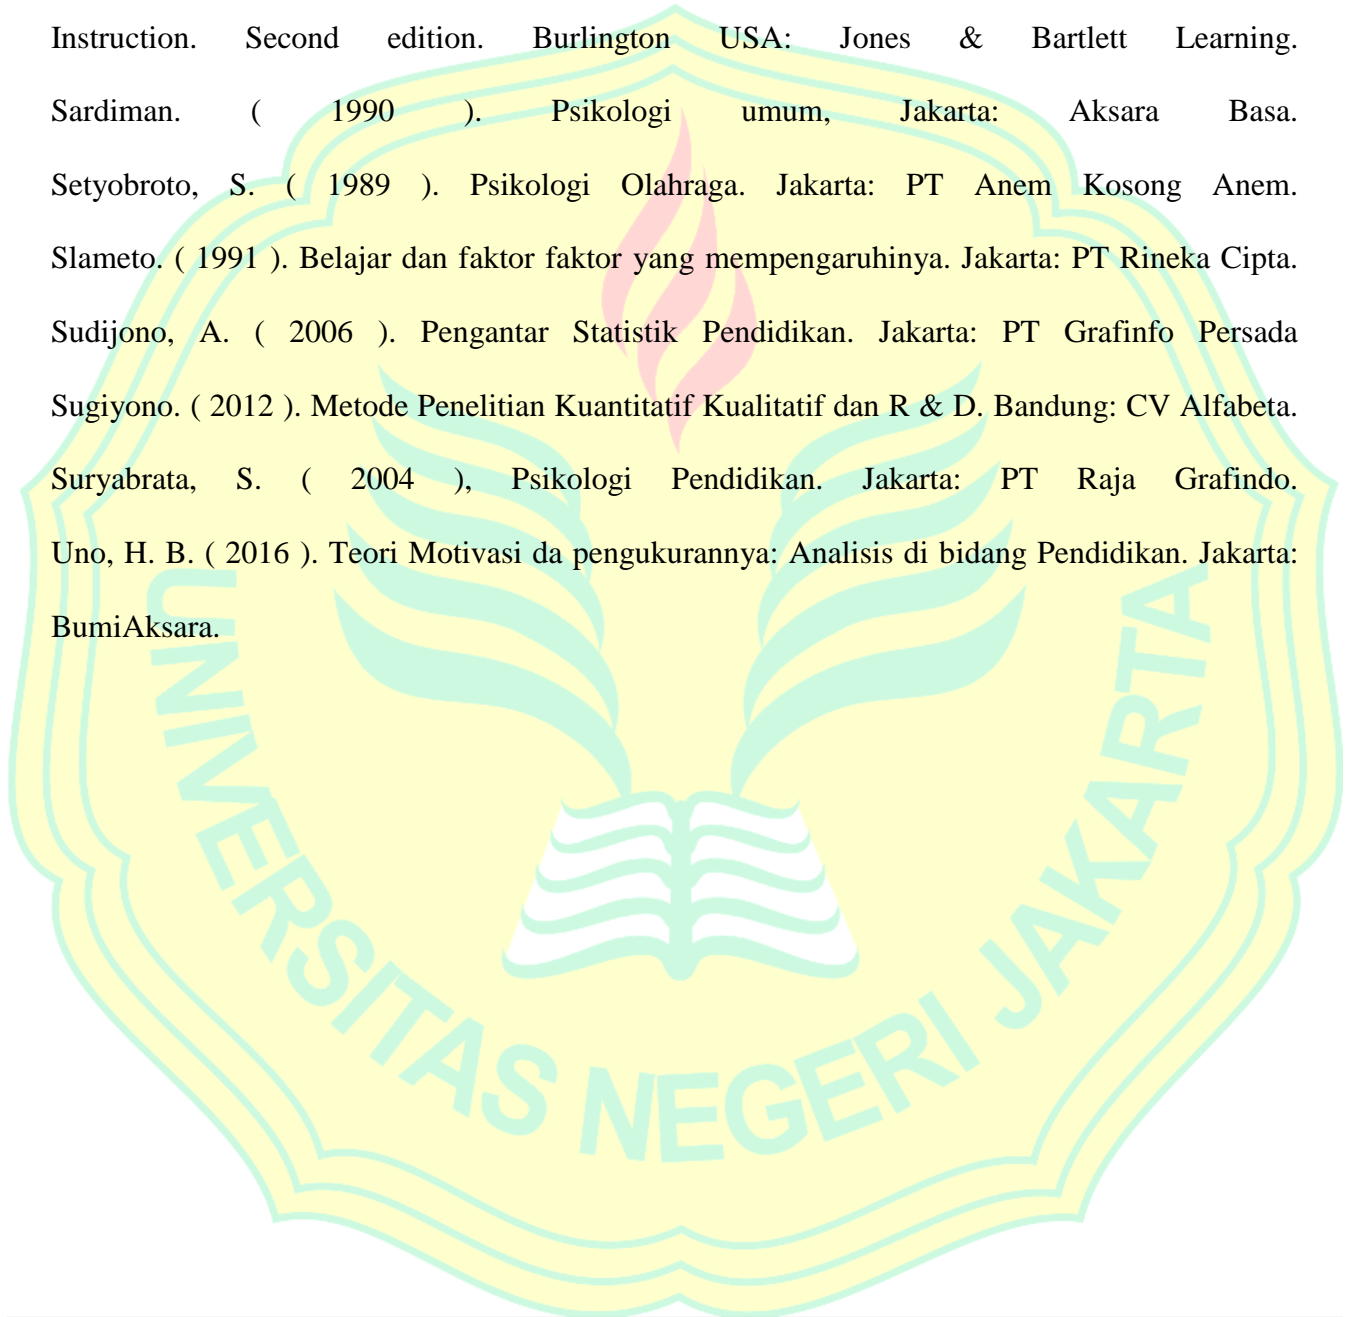 Instruction. Second edition. Burlington USA: Jones & Bartlett Learning.
Sardiman. ( 1990 ). Psikologi umum, Jakarta: Aksara Basa.
Setyobroto, S. ( 1989 ). Psikologi Olahraga. Jakarta: PT Anem Kosong Anem.
Slameto. ( 1991 ). Belajar dan faktor faktor yang mempengaruhinya. Jakarta: PT Rineka Cipta.
Sudijono, A. ( 2006 ). Pengantar Statistik Pendidikan. Jakarta: PT Grafinfo Persada
Sugiyono. ( 2012 ). Metode Penelitian Kuantitatif Kualitatif dan R & D. Bandung: CV Alfabeta.
Suryabrata, S. ( 2004 ), Psikologi Pendidikan. Jakarta: PT Raja Grafindo.
Uno, H. B. ( 2016 ). Teori Motivasi da pengukurannya: Analisis di bidang Pendidikan. Jakarta:
BumiAksara.
UNIVERSITAS NEGERI JAKARTA